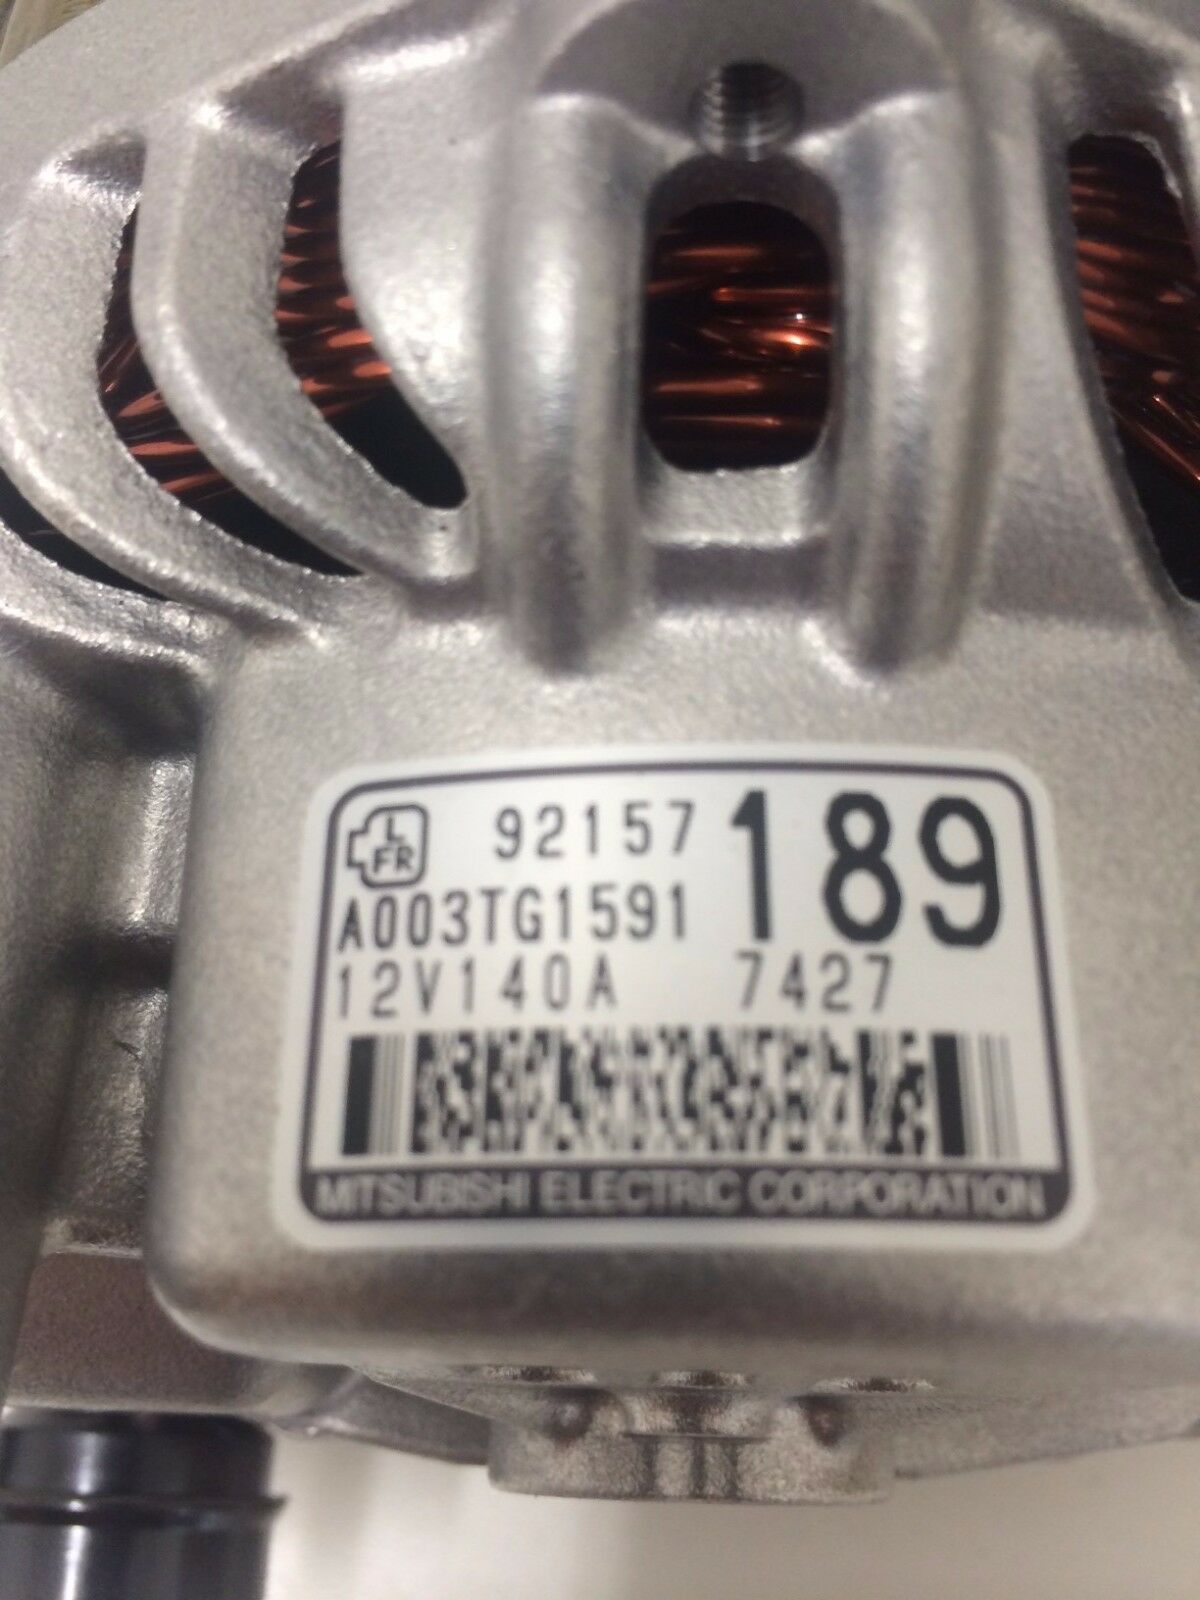 L
FR
92157 189
A003TG1591
12V140A 7427
MITSUBISHI ELECTRIC CORPORATION